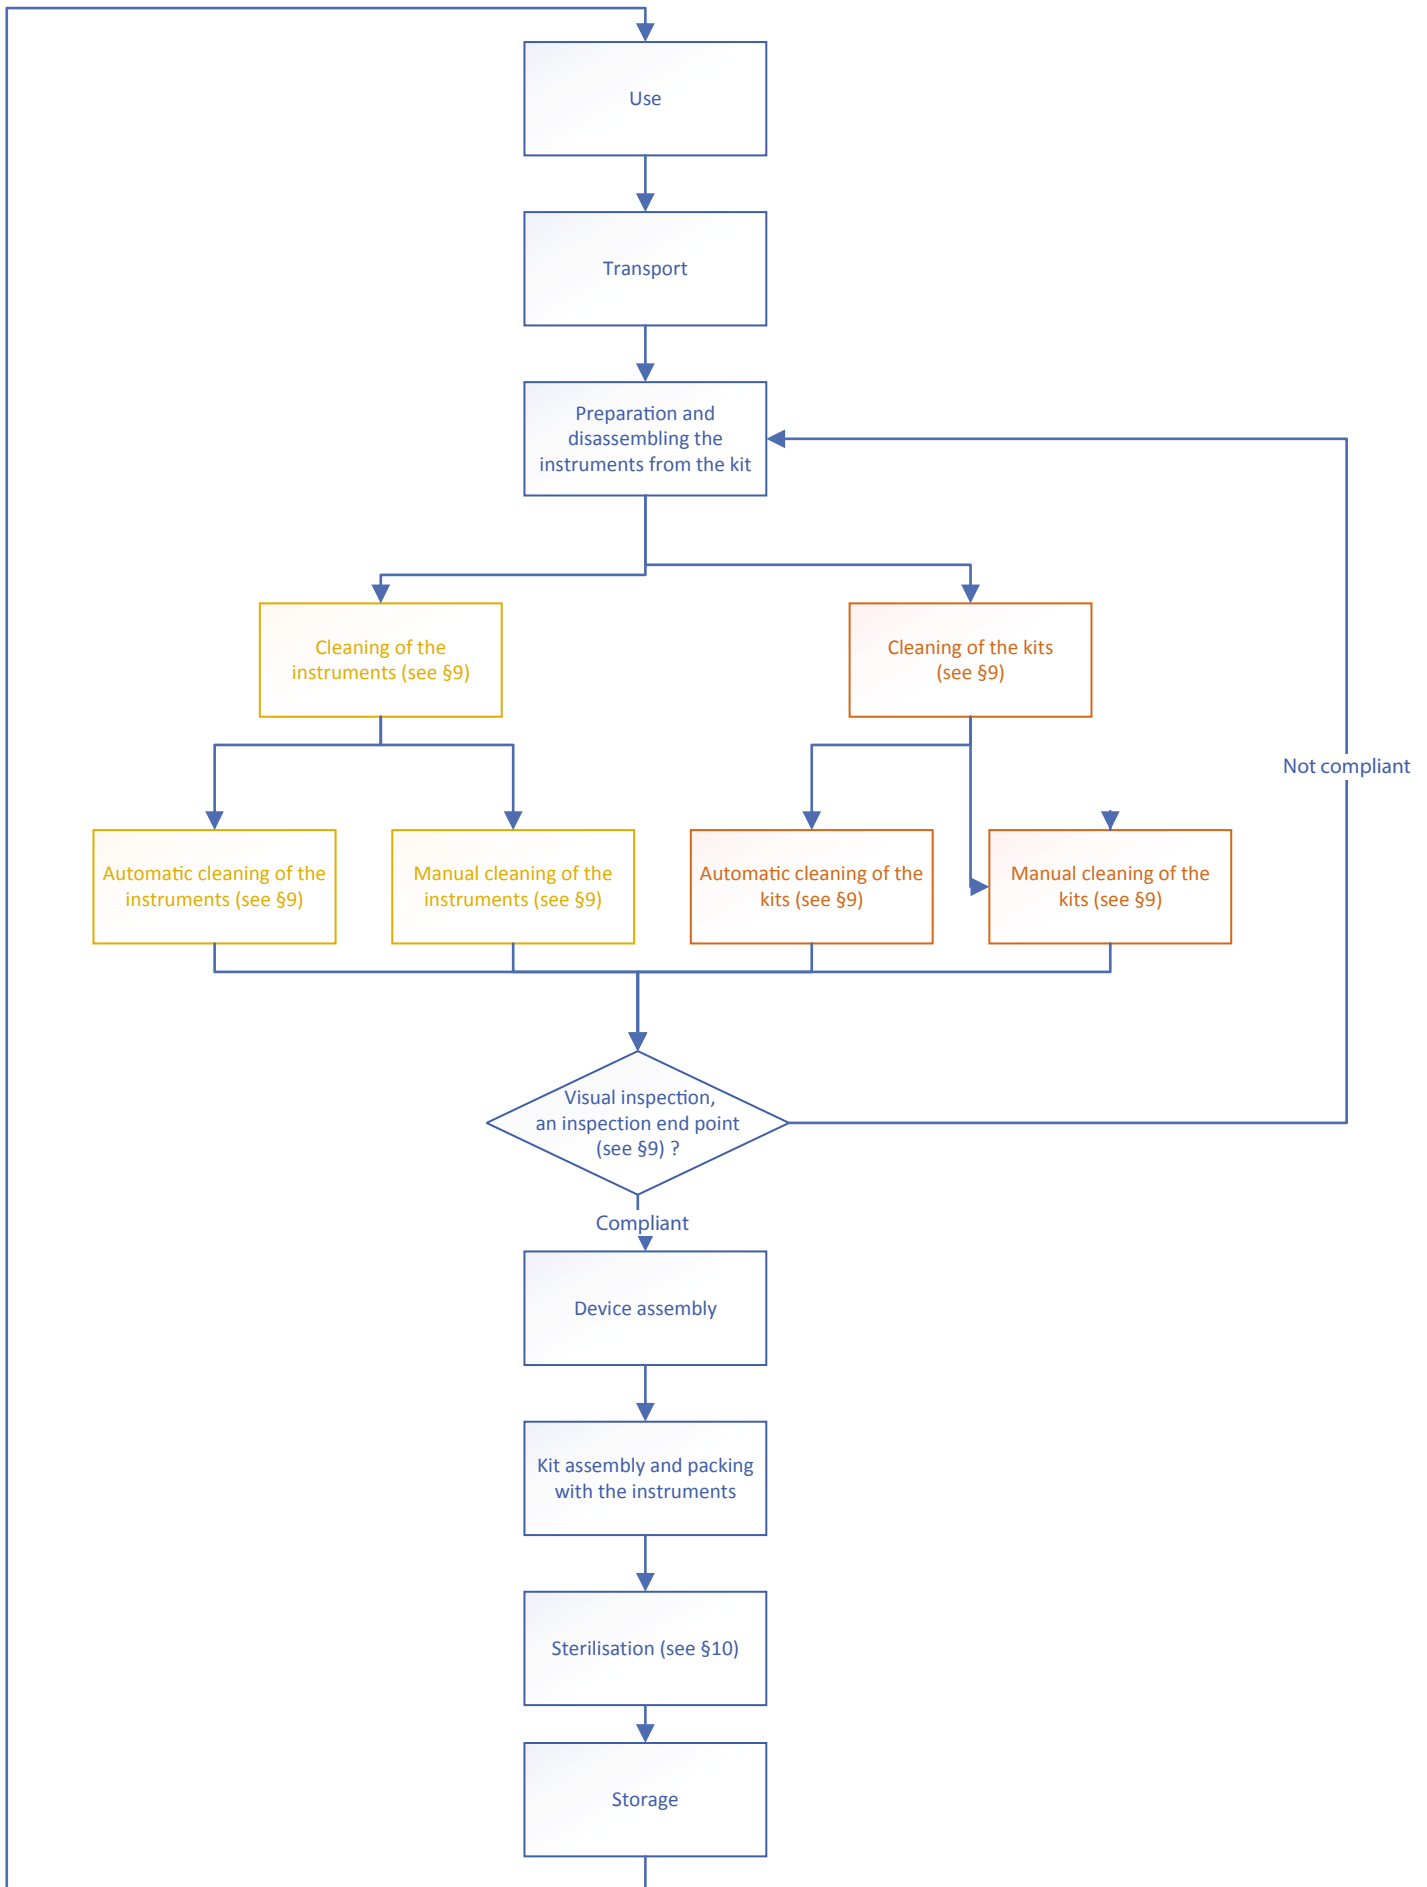 Use
Transport
Preparation and
disassembling the
instruments from the kit
Cleaning of the
instruments (see §9)
Cleaning of the kits
(see §9)
Not compliant
Automatic cleaning of the
instruments (see §9)
Manual cleaning of the
instruments (see §9)
Automatic cleaning of the
kits (see §9)
Manual cleaning of the
kits (see §9)
Visual inspection,
an inspection end point
(see §9) ?
Compliant
Device assembly
Kit assembly and packing
with the instruments
Sterilisation (see §10)
Storage